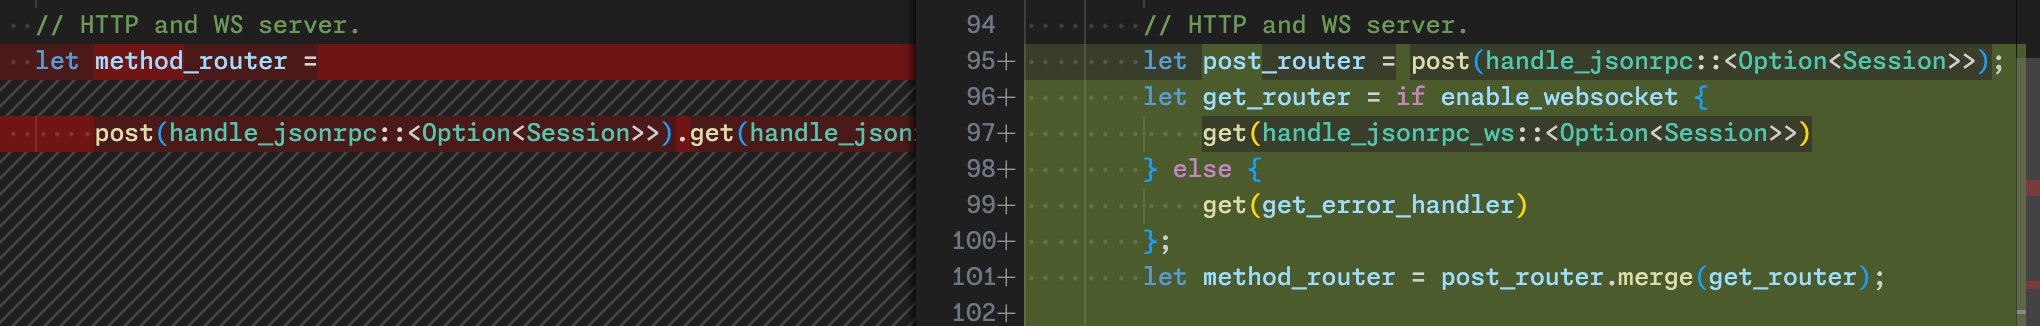 // HTTP and WS server.
let method_router =
post(handle_jsonrpc::<Option<Session>>).get(handle_json
94 // HTTP and WS server.
95+ let post_router = post(handle_jsonrpc::<Option<Session>>);
96+ let get_router = if enable_websocket {
97+ get(handle_jsonrpc_ws::<Option<Session>>)
98+ } else {
99+ get(get_error_handler)
100+ };
101+ let method_router = post_router.merge(get_router);
102+